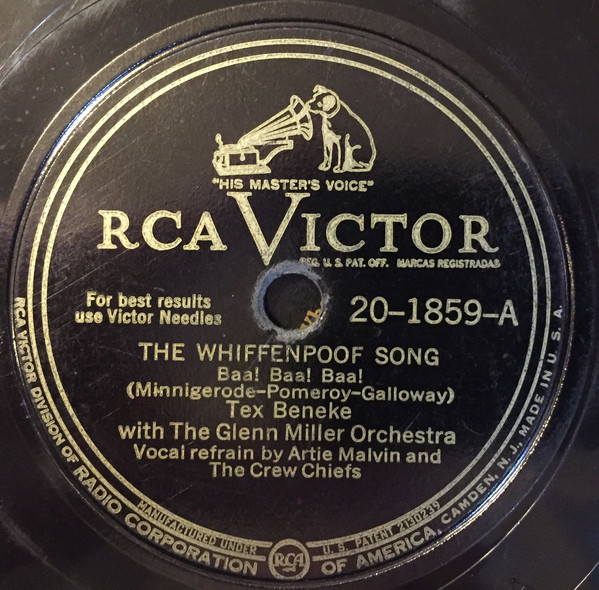 "HIS MASTER'S VOICE"
RCA VICTOR
REG. U. S. PAT. OFF. MARCAS REGISTRADAS
For best results
use Victor Needles
20-1859-A
THE WHIFFENPOOF SONG
Baa! Baa! Baa!
(Minnigerode-Pomeroy-Galloway)
Tex Beneke
with The Glenn Miller Orchestra
Vocal refrain by Artie Malvin and
The Crew Chiefs
RCA VICTOR DIVISION OF RADIO CORPORATION OF AMERICA, CAMDEN, N. J., MADE IN U. S. A.
MANUFACTURED UNDER U. S. PATENT 2130239
RCA